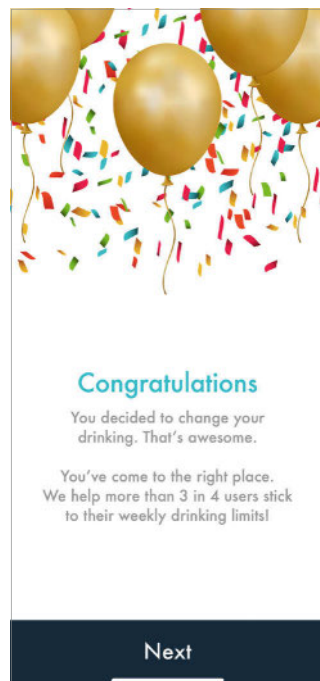 Congratulations
You decided to change your
drinking. That's awesome.
You've come to the right place.
We help more than 3 in 4 users stick
to their weekly drinking limits!
Next